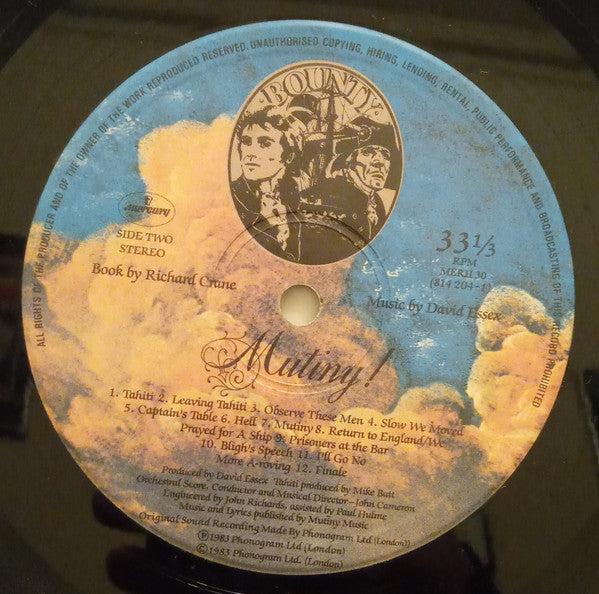 ALL RIGHTS OF THE PRODUCER AND OF THE OWNER OF THE WORK REPRODUCED RESERVED. UNAUTHORISED COPYING, HIRING, LENDING, RENTAL, PUBLIC PERFORMANCE AND BROADCASTING OF THIS RECORD PROHIBITED
·BOUNTY·
mercury
SIDE TWO
STEREO
33 1/3
RPM
MERH 30
(814 204-1)
Book by Richard Crane
Music by David Essex
Mutiny!
1. Tahiti 2. Leaving Tahiti 3. Observe These Men 4. Slow We Moved
5. Captain's Table 6. Hell 7. Mutiny 8. Return to England/We
Prayed for A Ship 9. Prisoners at the Bar
10. Bligh's Speech 11. I'll Go No
More A-roving 12. Finale
Produced by David Essex Tahiti produced by Mike Batt
Orchestral Score, Conductor and Musical Director–John Cameron
Engineered by John Richards, assisted by Paul Hulme
Music and Lyrics published by Mutiny Music
Original Sound Recording Made By Phonogram Ltd (London)
Ⓟ 1983 Phonogram Ltd (London)
© 1983 Phonogram Ltd. (London)